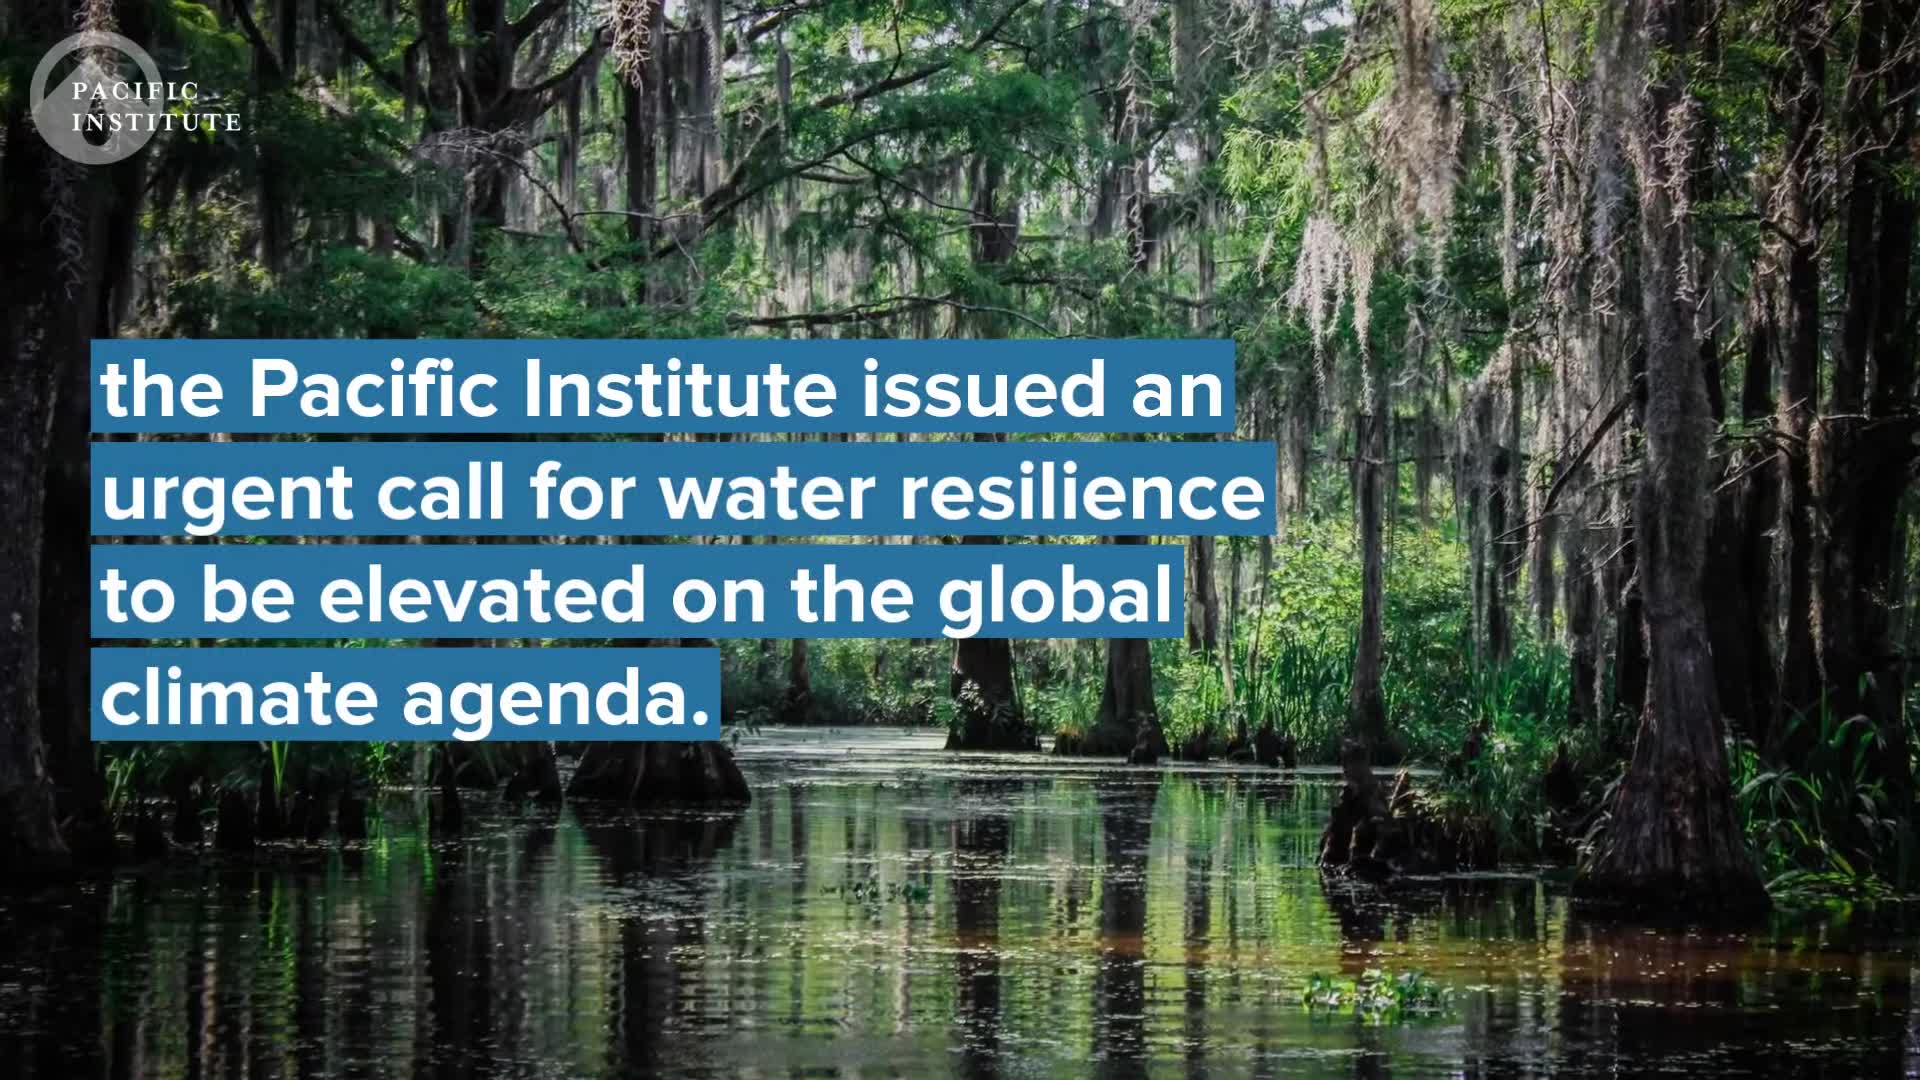 PACIFIC
INSTITUTE
the Pacific Institute issued an
urgent call for water resilience
to be elevated on the global
climate agenda.